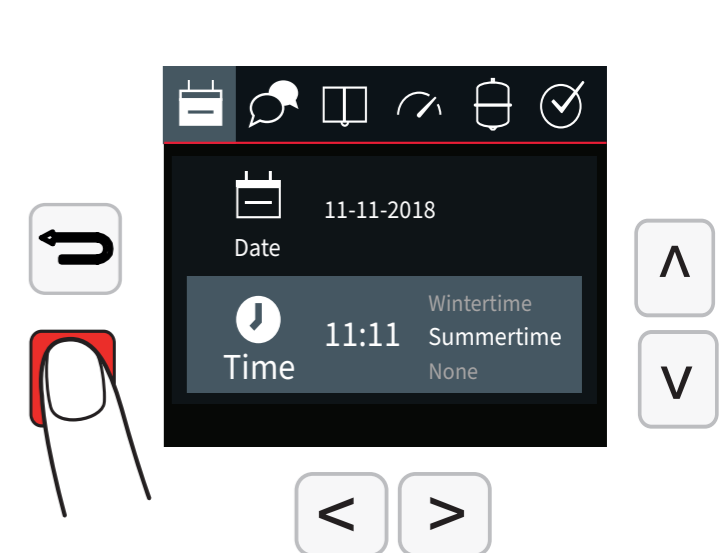 11-11-2018
Date
Wintertime
11:11 Summertime
Time
None
ʌ
v
< >